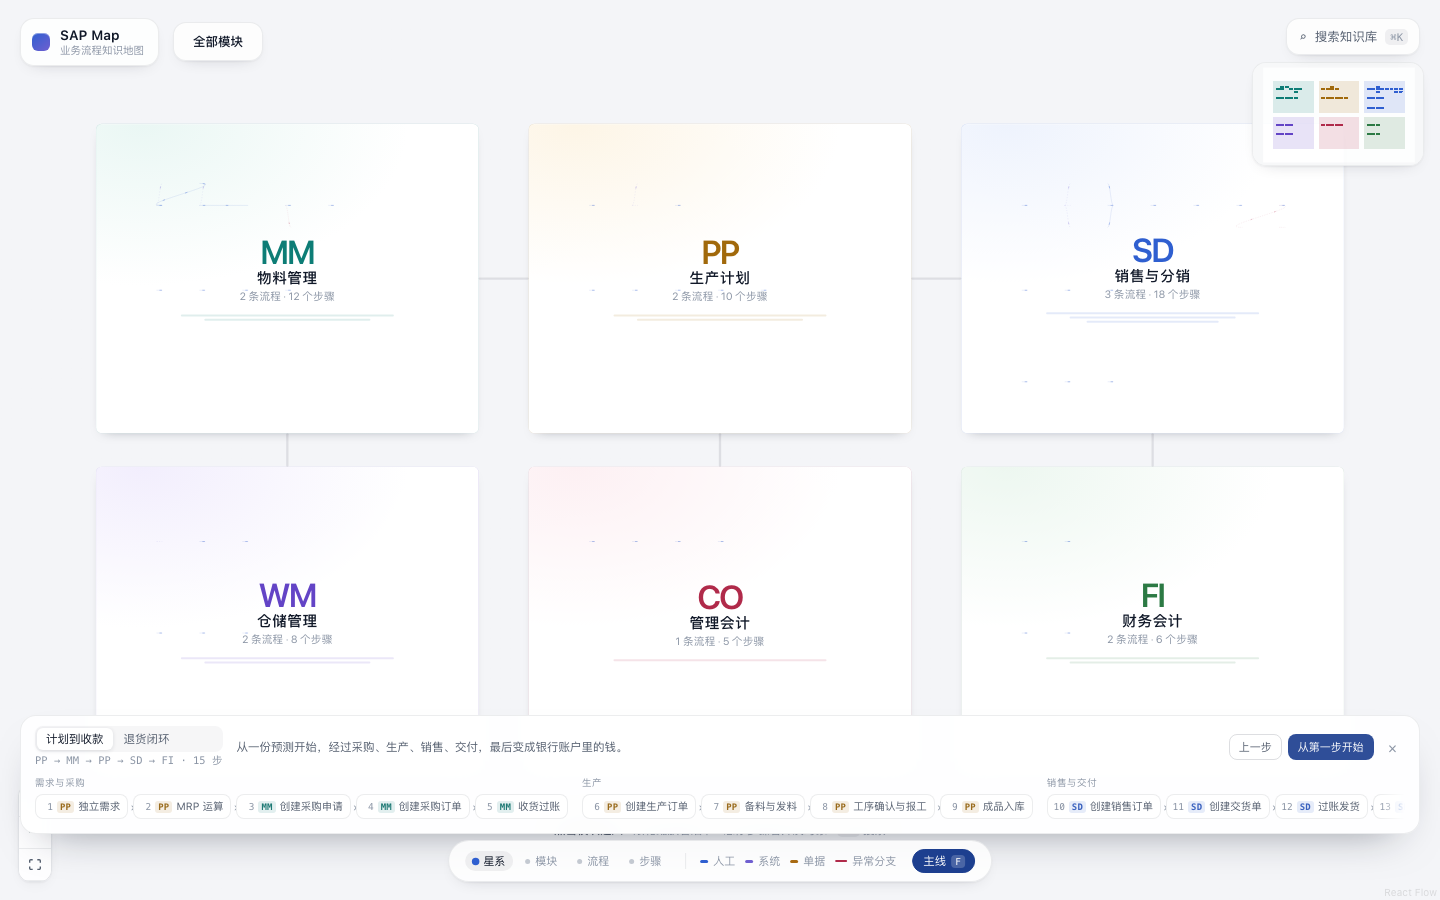 SAP Map
业务流程知识地图
全部模块
搜索知识库 ⌘K
MM
物料管理
2 条流程 · 12 个步骤
PP
生产计划
2 条流程 · 10 个步骤
SD
销售与分销
3 条流程 · 18 个步骤
WM
仓储管理
2 条流程 · 8 个步骤
CO
管理会计
1 条流程 · 5 个步骤
FI
财务会计
2 条流程 · 6 个步骤
计划到收款 退货闭环
PP → MM → PP → SD → FI · 15 步
从一份预测开始，经过采购、生产、销售、交付，最后变成银行账户里的钱。
上一步 从第一步开始 ×
需求与采购
1 PP 独立需求 › 2 PP MRP 运算 › 3 MM 创建采购申请 › 4 MM 创建采购订单 › 5 MM 收货过账
生产
6 PP 创建生产订单 › 7 PP 备料与发料 › 8 PP 工序确认与报工 › 9 PP 成品入库
销售与交付
10 SD 创建销售订单 › 11 SD 创建交货单 › 12 SD 过账发货 › 13
星系 模块 流程 步骤 人工 系统 单据 异常分支 主线 F
React Flow